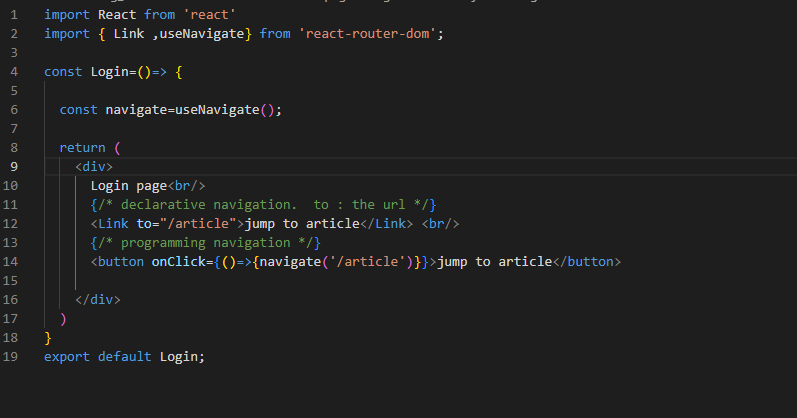 1 import React from 'react'
2 import { Link ,useNavigate} from 'react-router-dom';
3
4 const Login=()=> {
5
6   const navigate=useNavigate();
7
8   return (
9     <div>
10       Login page<br/>
11       {/* declarative navigation.  to : the url */}
12       <Link to="/article">jump to article</Link> <br/>
13       {/* programming navigation */}
14       <button onClick={()=>{navigate('/article')}}>jump to article</button>
15
16     </div>
17   )
18 }
19 export default Login;